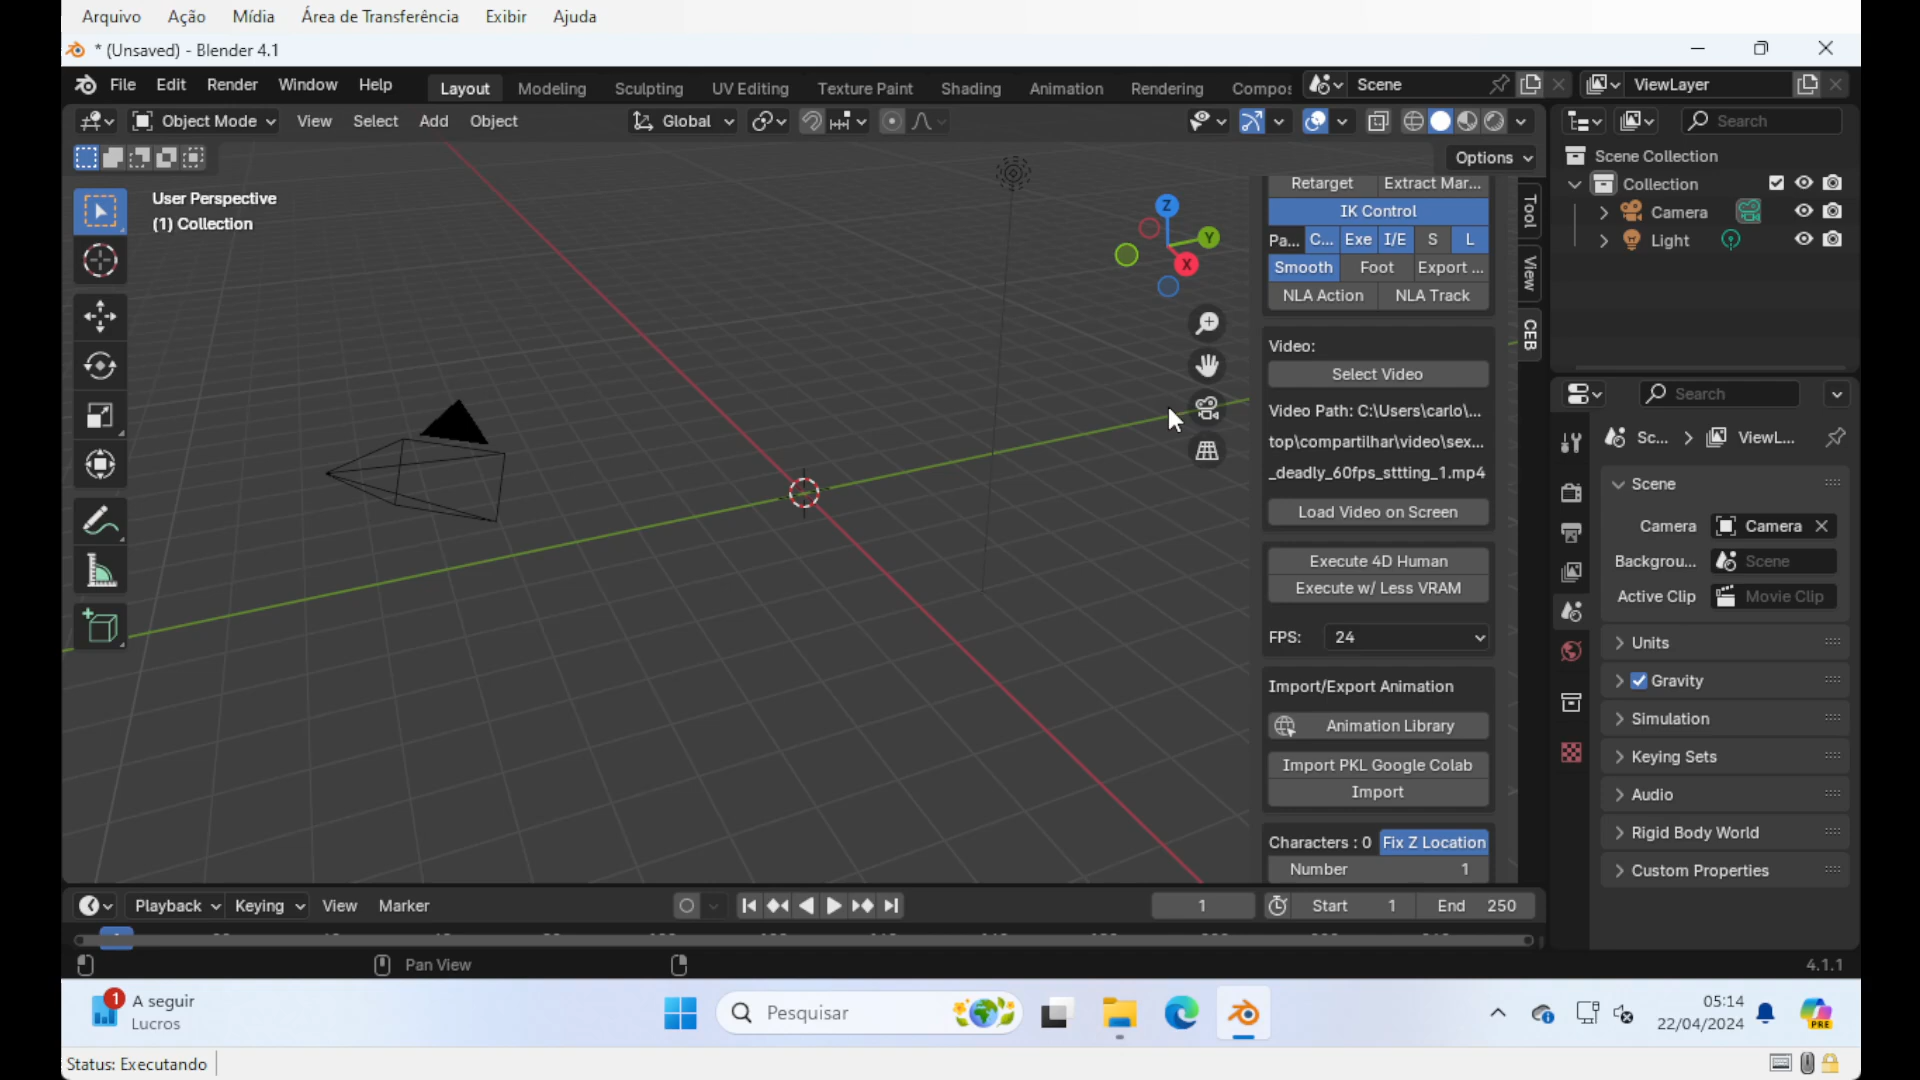 Arquivo Ação Mídia Área de Transferência Exibir Ajuda
* (Unsaved) - Blender 4.1
File Edit Render Window Help Layout Modeling Sculpting UV Editing Texture Paint Shading Animation Rendering Compos Scene ViewLayer
Object Mode View Select Add Object Global Search
Options
User Perspective
(1) Collection
Z
Y
X
Retarget Extract Mar...
IK Control
Pa... C... Exe I/E S L
Smooth Foot Export ...
NLA Action NLA Track
Video:
Select Video
Video Path: C:\Users\carlo\...
top\compartilhar\video\sex...
_deadly_60fps_sttting_1.mp4
Load Video on Screen
Execute 4D Human
Execute w/ Less VRAM
FPS: 24
Import/Export Animation
Animation Library
Import PKL Google Colab
Import
Characters : 0 Fix Z Location
Number 1
Tool
View
CEB
Scene Collection
Collection
Camera
Light
Search
Sc... ViewL...
Scene
Camera Camera
Backgrou... Scene
Active Clip Movie Clip
Units
Gravity
Simulation
Keying Sets
Audio
Rigid Body World
Custom Properties
Playback Keying View Marker 1 Start 1 End 250
Pan View 4.1.1
1 A seguir
Lucros
Pesquisar
05:14
22/04/2024
PRE
Status: Executando